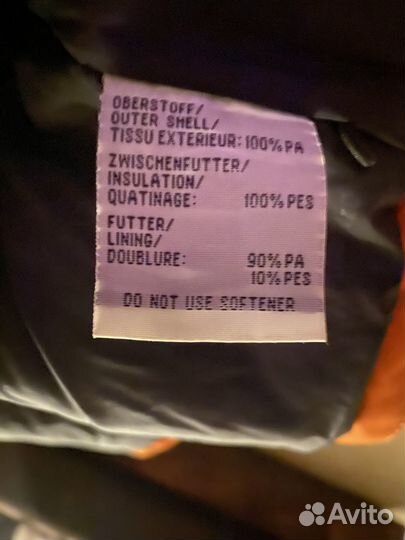 OBERSTOFF/
OUTER SHELL/
TISSU EXTERIEUR: 100% PA
ZWISCHENFUTTER/
INSULATION/
QUATINAGE: 100% PES
FUTTER/
LINING/
DOUBLURE: 90% PA
10% PES
DO NOT USE SOFTENER
Avito